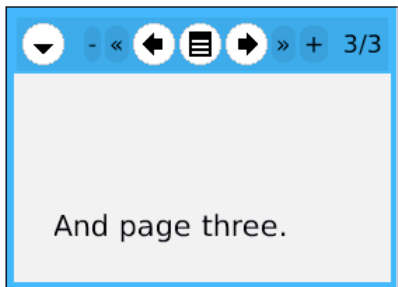 - « » + 3/3
And page three.